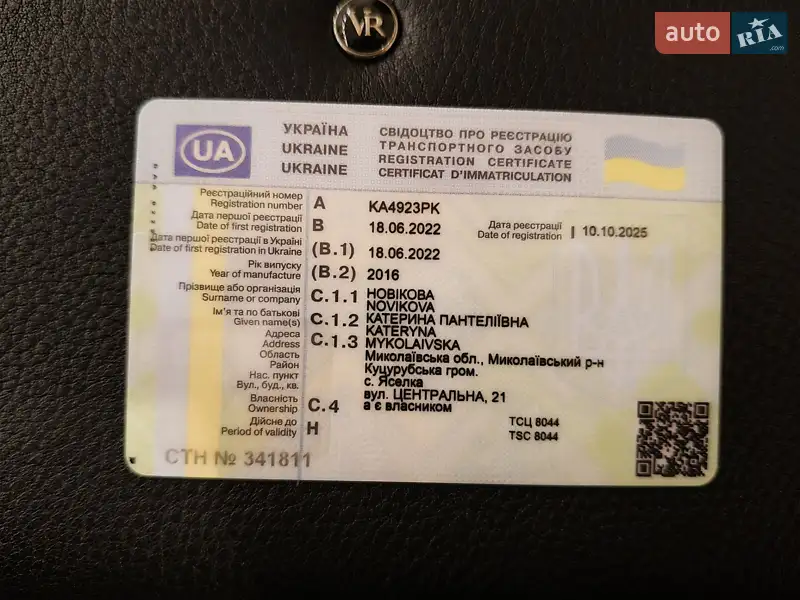 VR
auto RIA .com
UA
УКРАЇНА
UKRAINE
UKRAINE
СВІДОЦТВО ПРО РЕЄСТРАЦІЮ
ТРАНСПОРТНОГО ЗАСОБУ
REGISTRATION CERTIFICATE
CERTIFICAT D'IMMATRICULATION
Реєстраційний номер
Registration number
A KA4923PK
Дата першої реєстрації
Date of first registration
B 18.06.2022
Дата реєстрації
Date of registration
I 10.10.2025
Дата першої реєстрації в Україні
Date of first registration in Ukraine
(B.1) 18.06.2022
Рік випуску
Year of manufacture
(B.2) 2016
Прізвище або організація
Surname or company
C.1.1 НОВІКОВА
NOVIKOVA
Ім'я та по батькові
Given name(s)
C.1.2 КАТЕРИНА ПАНТЕЛІЇВНА
KATERYNA
Адреса
Address
C.1.3 MYKOLAIVSKA
Область
Миколаївська обл., Миколаївський р-н
Район
Куцурубська гром.
Нас. пункт
с. Яселка
Вул., буд., кв.
вул. ЦЕНТРАЛЬНА, 21
Власність
Ownership
C.4 а є власником
Дійсне до
Period of validity
H
ТСЦ 8044
TSC 8044
СТН № 341811